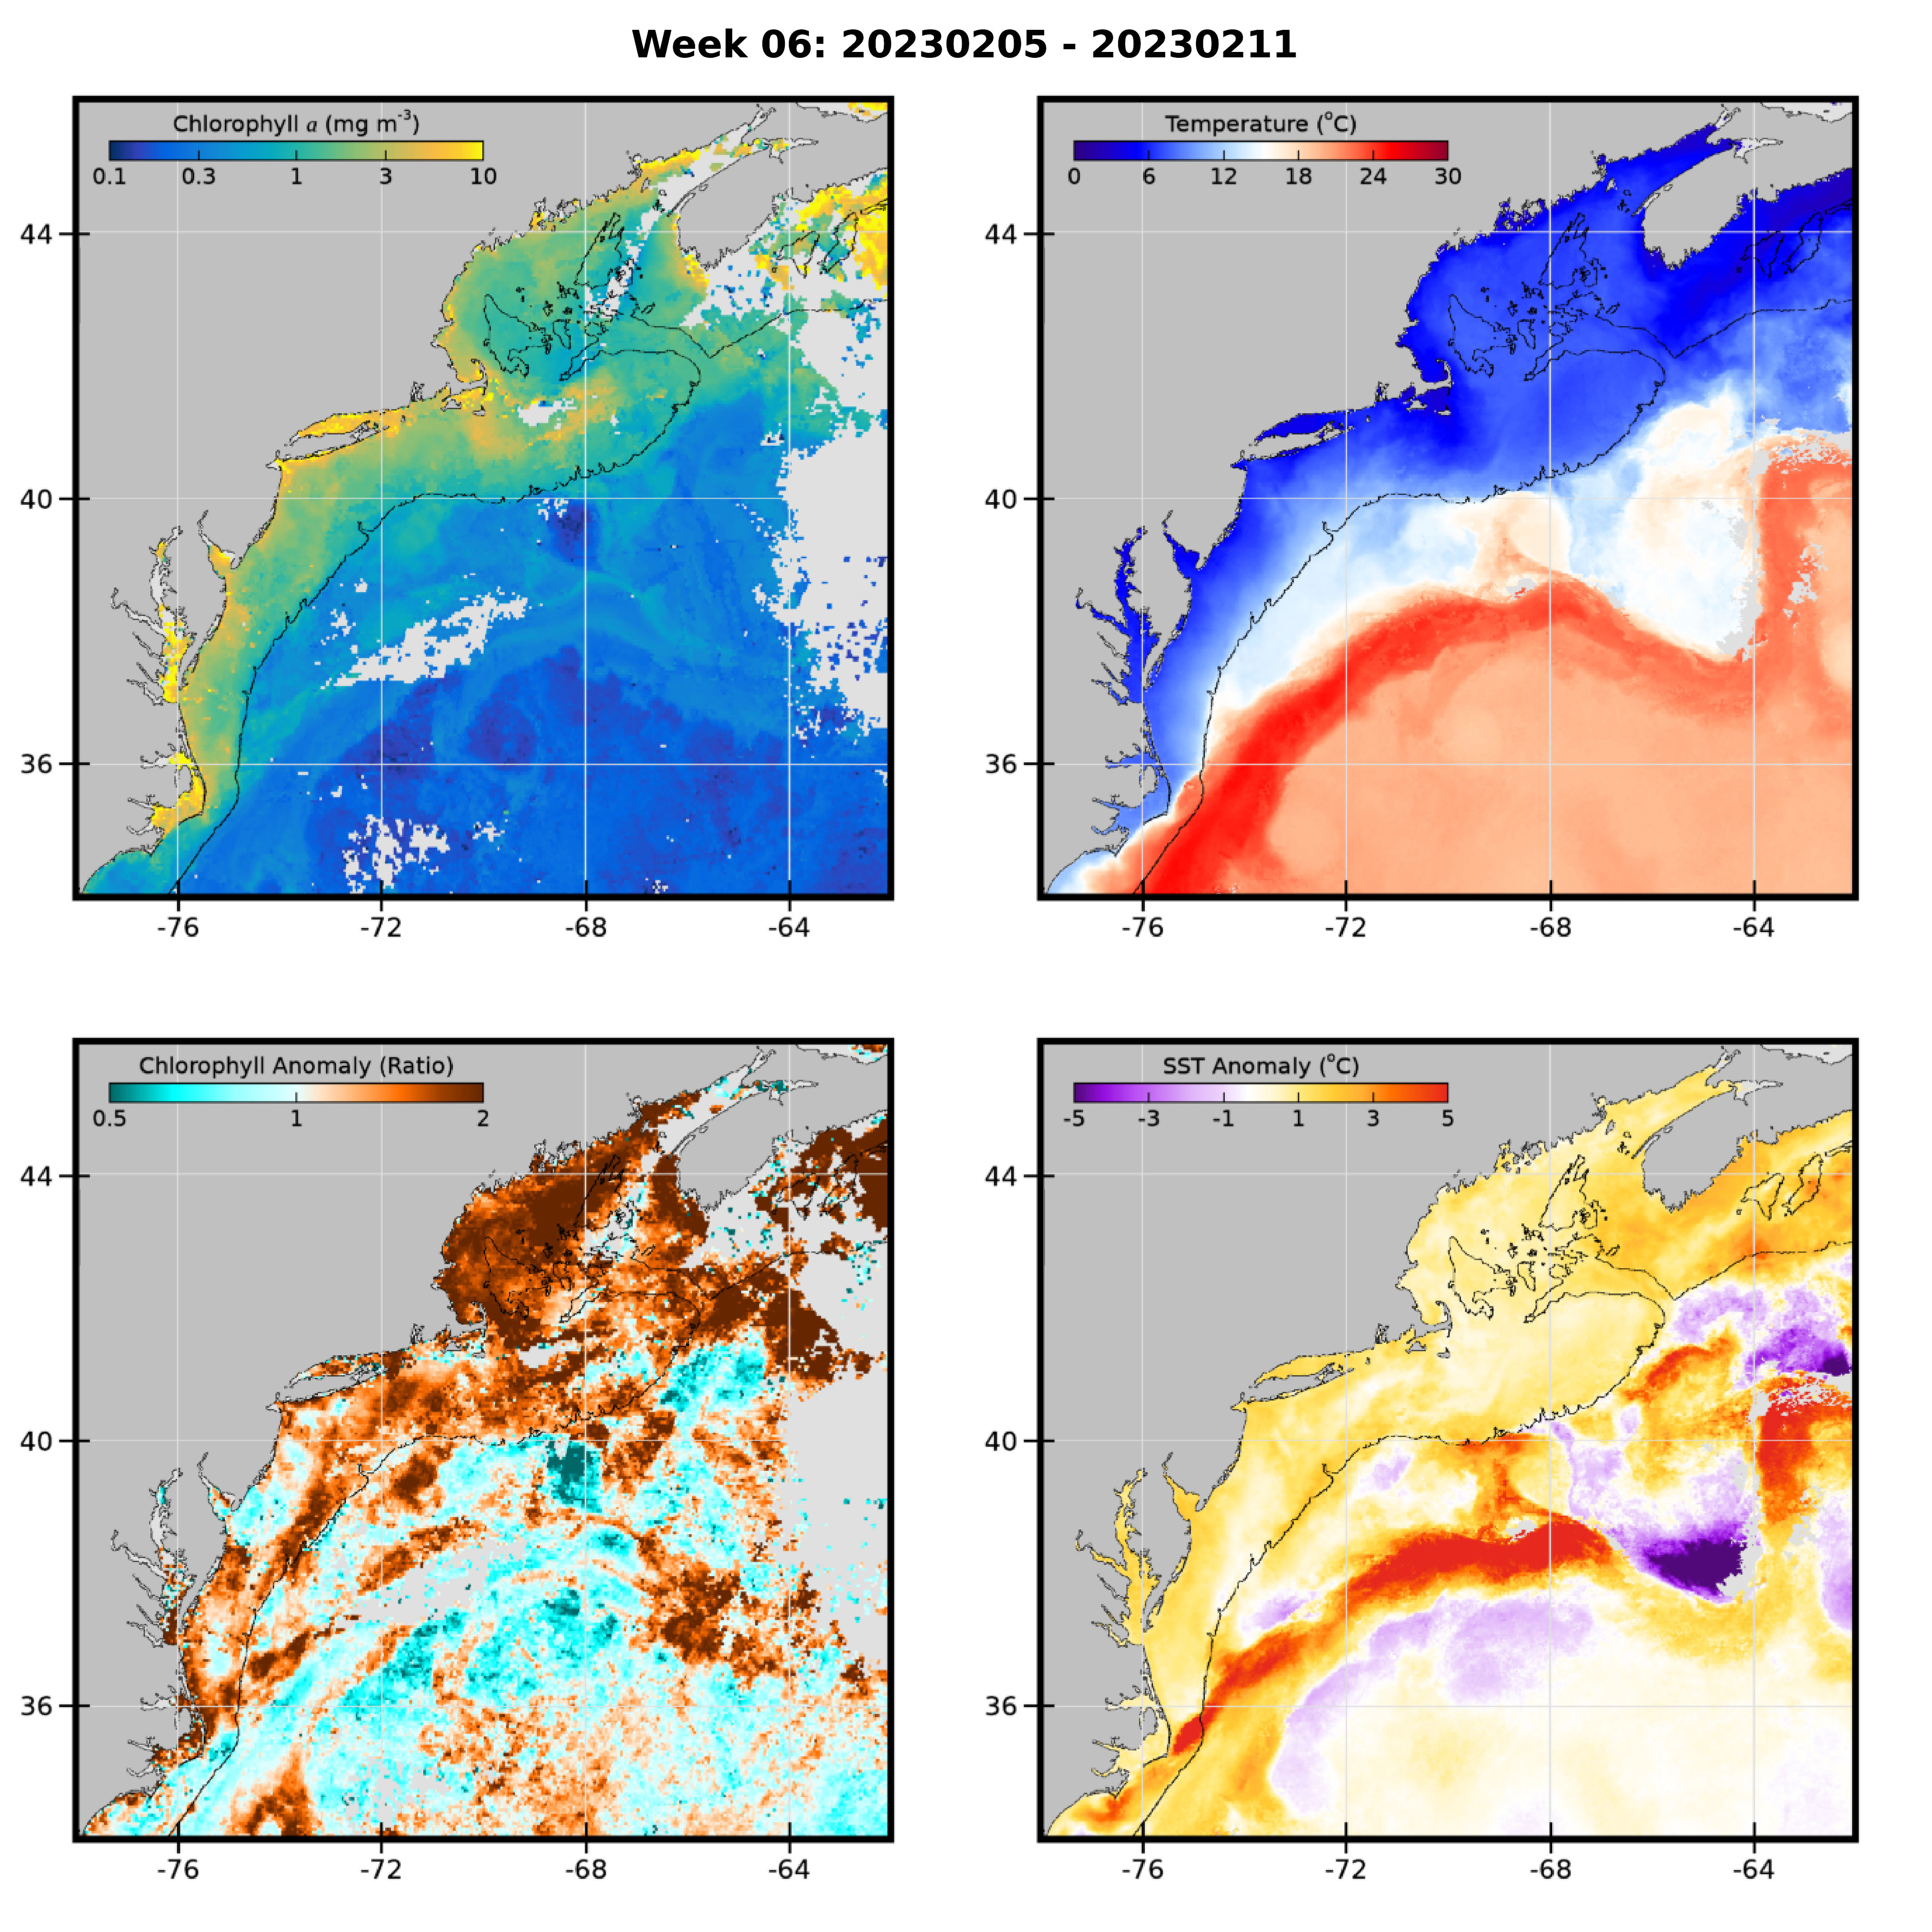 Week 06: 20230205 - 20230211
Chlorophyll a (mg m-3)
0.1 0.3 1 3 10
44
40
36
-76 -72 -68 -64
Temperature (oC)
0 6 12 18 24 30
44
40
36
-76 -72 -68 -64
Chlorophyll Anomaly (Ratio)
0.5 1 2
44
40
36
-76 -72 -68 -64
SST Anomaly (oC)
-5 -3 -1 1 3 5
44
40
36
-76 -72 -68 -64